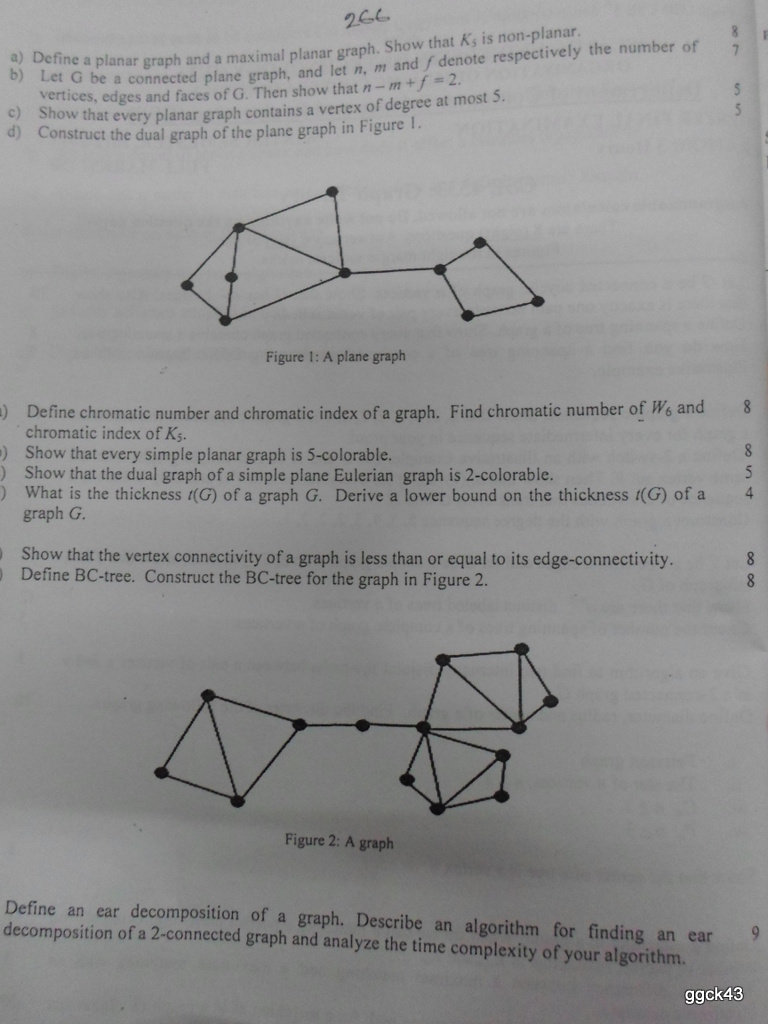 266
a) Define a planar graph and a maximal planar graph. Show that K5 is non-planar. 8
b) Let G be a connected plane graph, and let n, m and f denote respectively the number of 7
vertices, edges and faces of G. Then show that n – m + f = 2.
c) Show that every planar graph contains a vertex of degree at most 5. 5
d) Construct the dual graph of the plane graph in Figure 1. 5
Figure 1: A plane graph
) Define chromatic number and chromatic index of a graph. Find chromatic number of W6 and 8
chromatic index of K5.
) Show that every simple planar graph is 5-colorable. 8
) Show that the dual graph of a simple plane Eulerian graph is 2-colorable. 5
) What is the thickness t(G) of a graph G. Derive a lower bound on the thickness t(G) of a 4
graph G.
) Show that the vertex connectivity of a graph is less than or equal to its edge-connectivity. 8
) Define BC-tree. Construct the BC-tree for the graph in Figure 2. 8
Figure 2: A graph
Define an ear decomposition of a graph. Describe an algorithm for finding an ear 9
decomposition of a 2-connected graph and analyze the time complexity of your algorithm.
ggck43